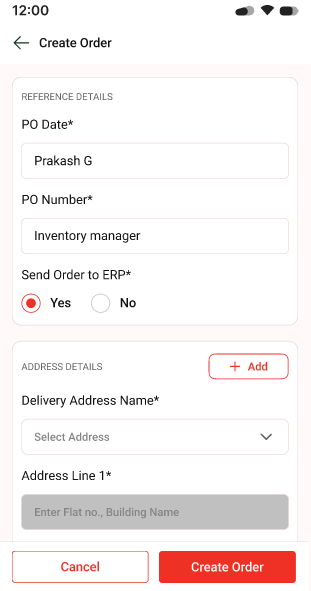 12:00
Create Order
REFERENCE DETAILS
PO Date*
Prakash G
PO Number*
Inventory manager
Send Order to ERP*
Yes No
ADDRESS DETAILS + Add
Delivery Address Name*
Select Address
Address Line 1*
Enter Flat no., Building Name
Cancel Create Order